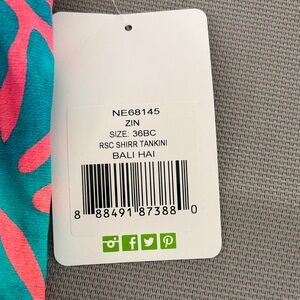 NE68145
ZIN
SIZE: 36BC
RSC SHIRR TANKINI
BALI HAI
8 88491 87388 0